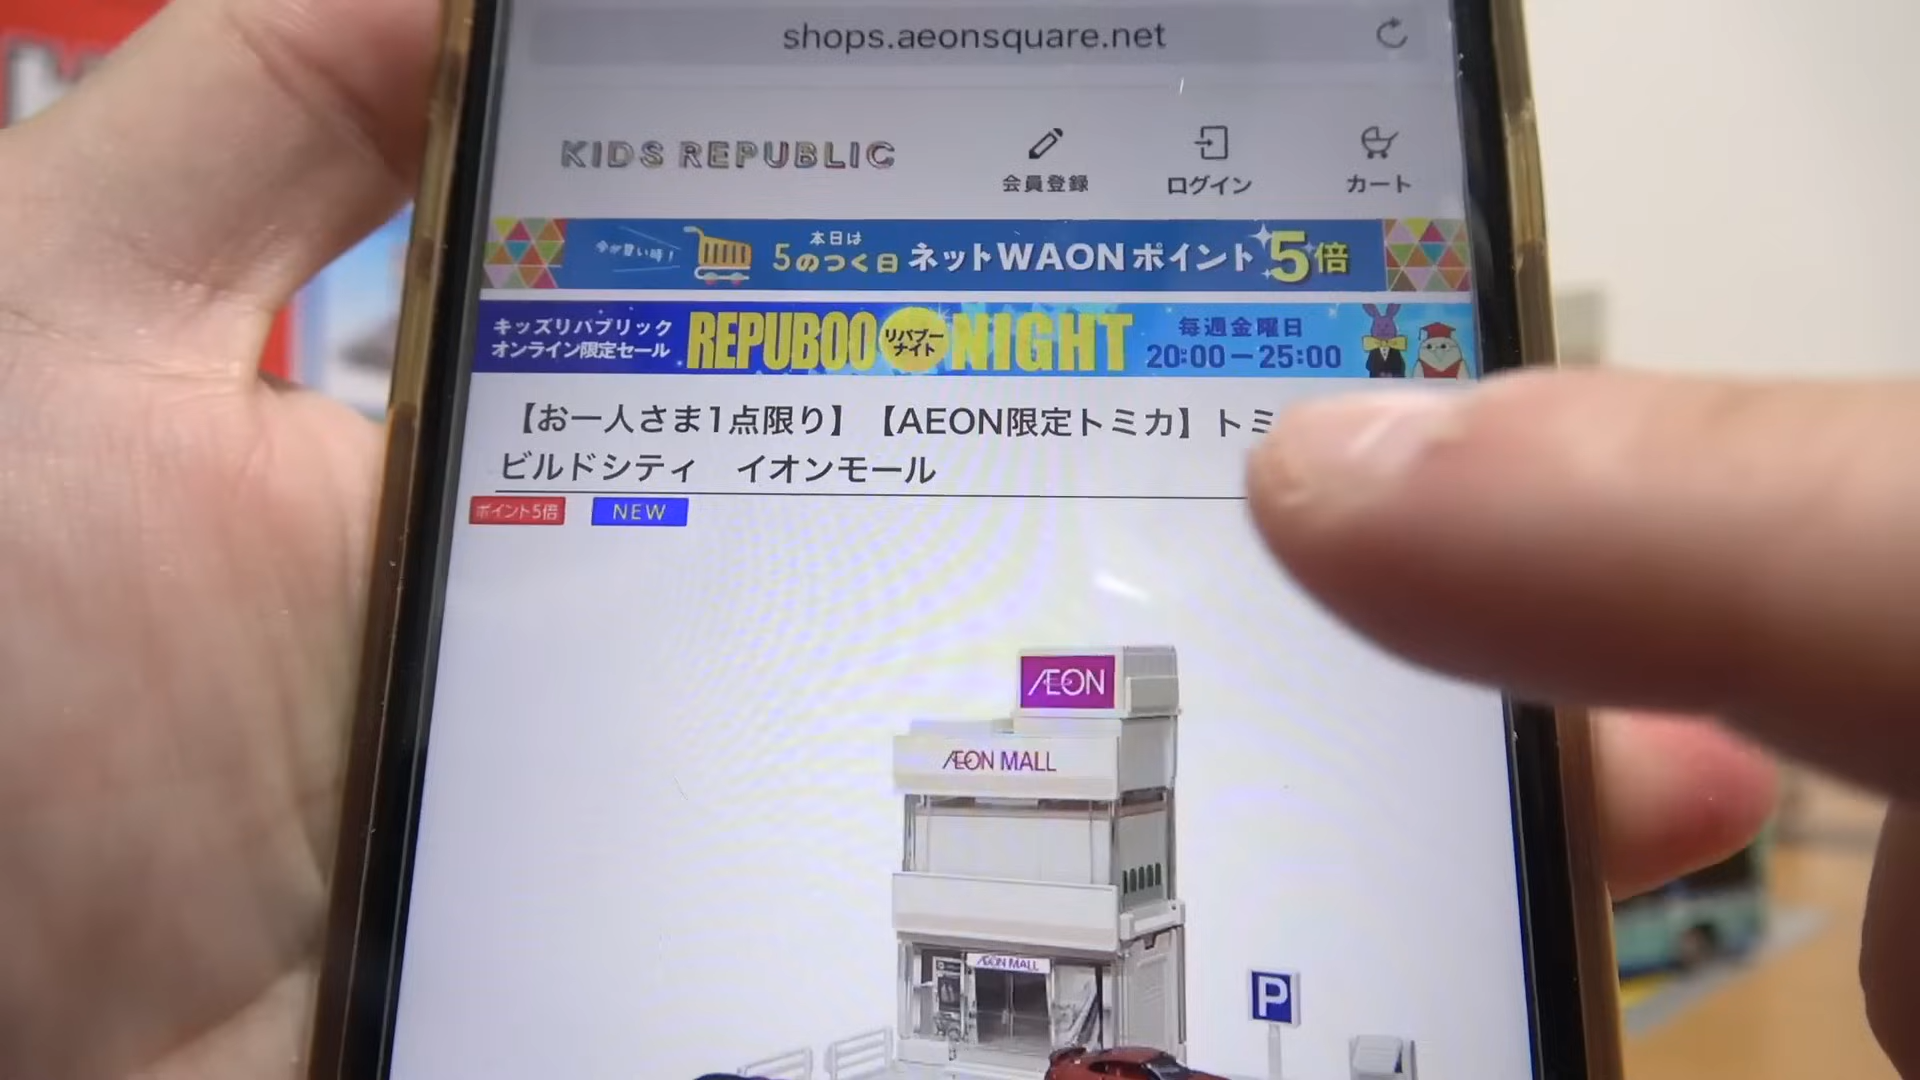 shops.aeonsquare.net
KIDS REPUBLIC
会員登録
ログイン
カート
今が買い時!
本日は
5のつく日 ネットWAONポイント5倍
キッズリパブリック
オンライン限定セール
REPUBOO リパブーナイト NIGHT
毎週金曜日
20:00-25:00
【お一人さま1点限り】【AEON限定トミカ】トミ
ビルドシティ イオンモール
ポイント5倍
NEW
ÆON
ÆON MALL
ÆON MALL
P